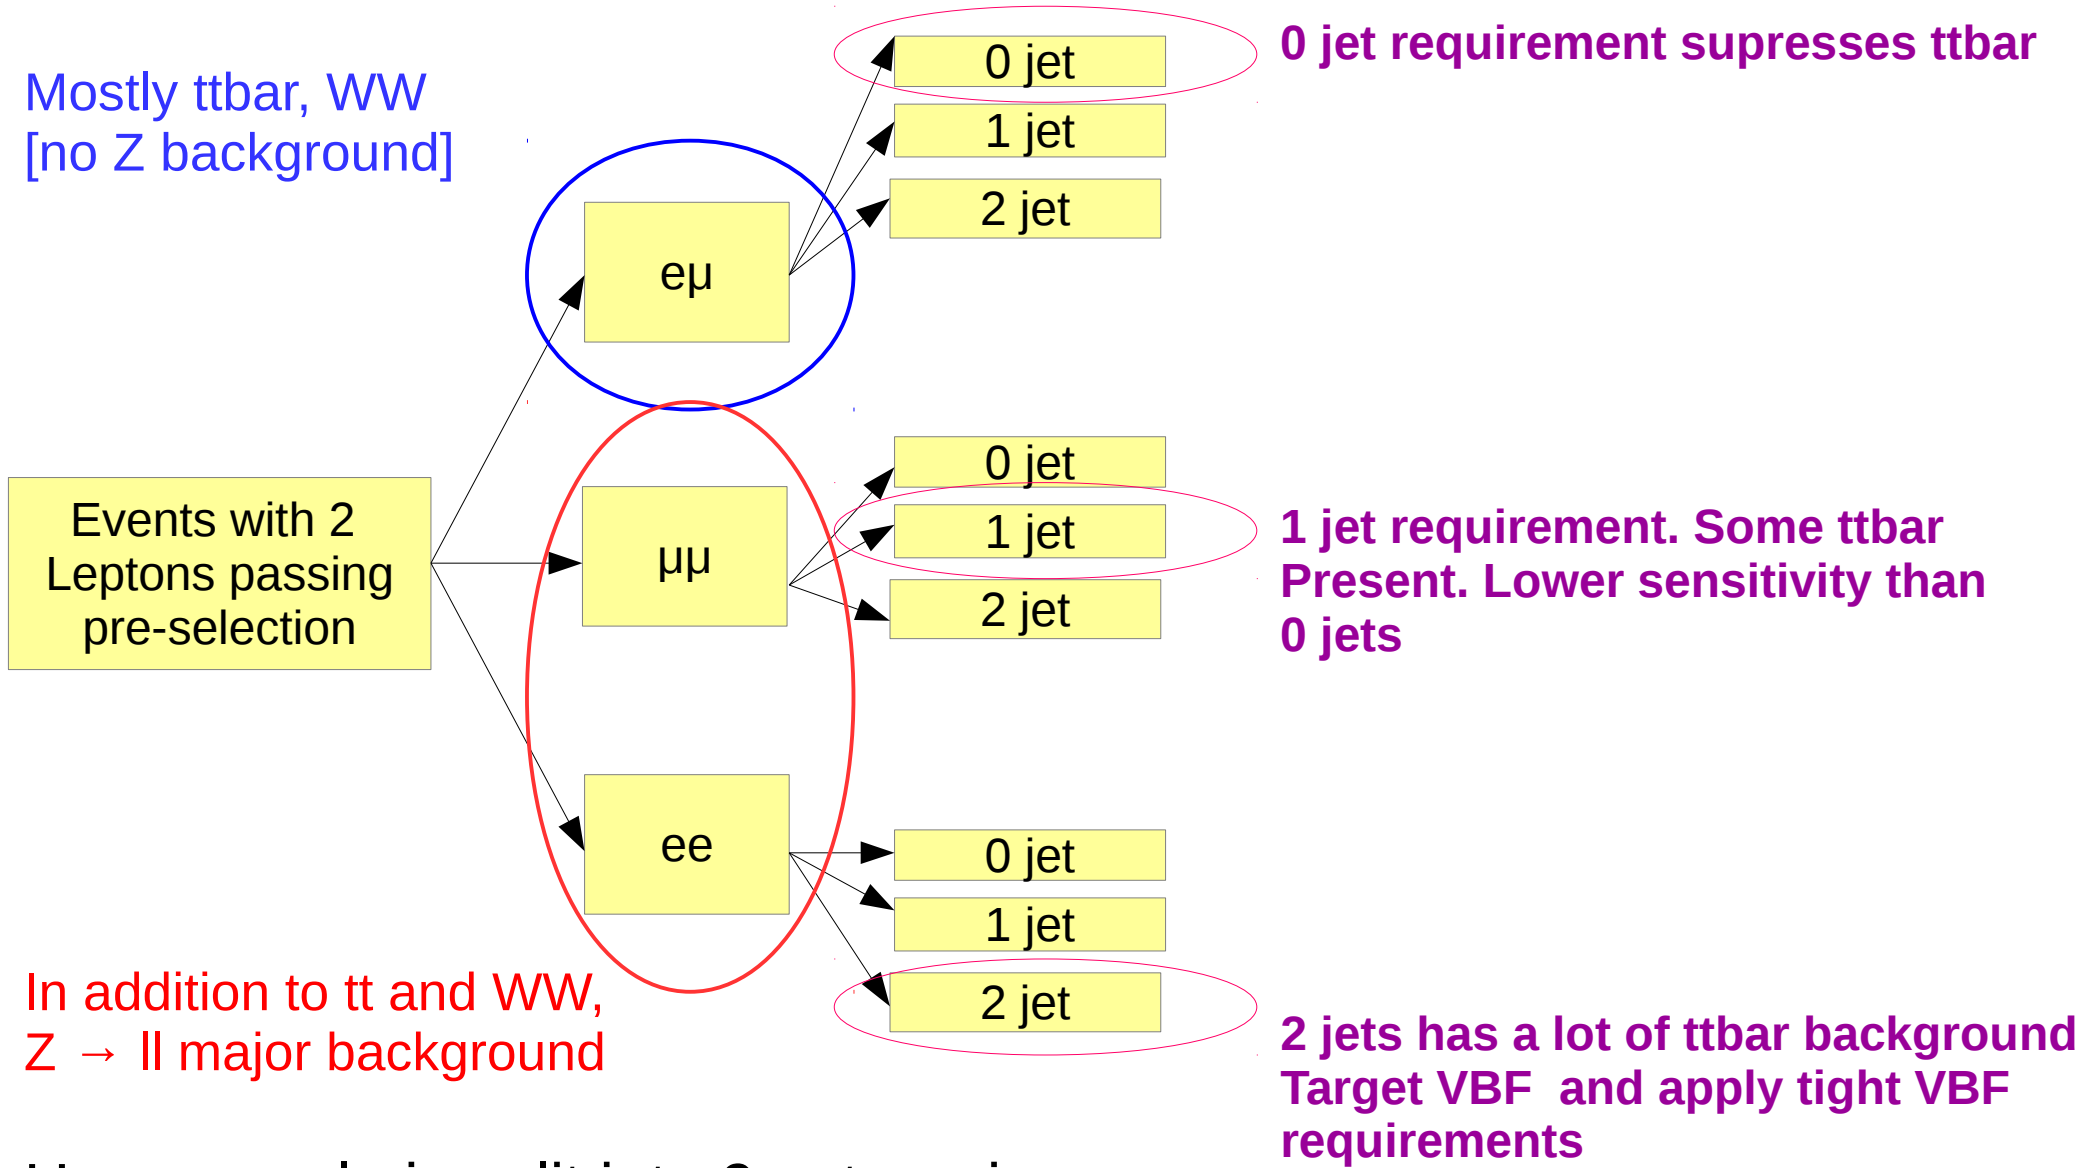 Mostly ttbar, WW
[no Z background]
eμ
0 jet
1 jet
2 jet
0 jet requirement supresses ttbar
Events with 2
Leptons passing
pre-selection
μμ
0 jet
1 jet
2 jet
1 jet requirement. Some ttbar
Present. Lower sensitivity than
0 jets
ee
0 jet
1 jet
2 jet
In addition to tt and WW,
Z → ll major background
2 jets has a lot of ttbar background
Target VBF  and apply tight VBF
requirements